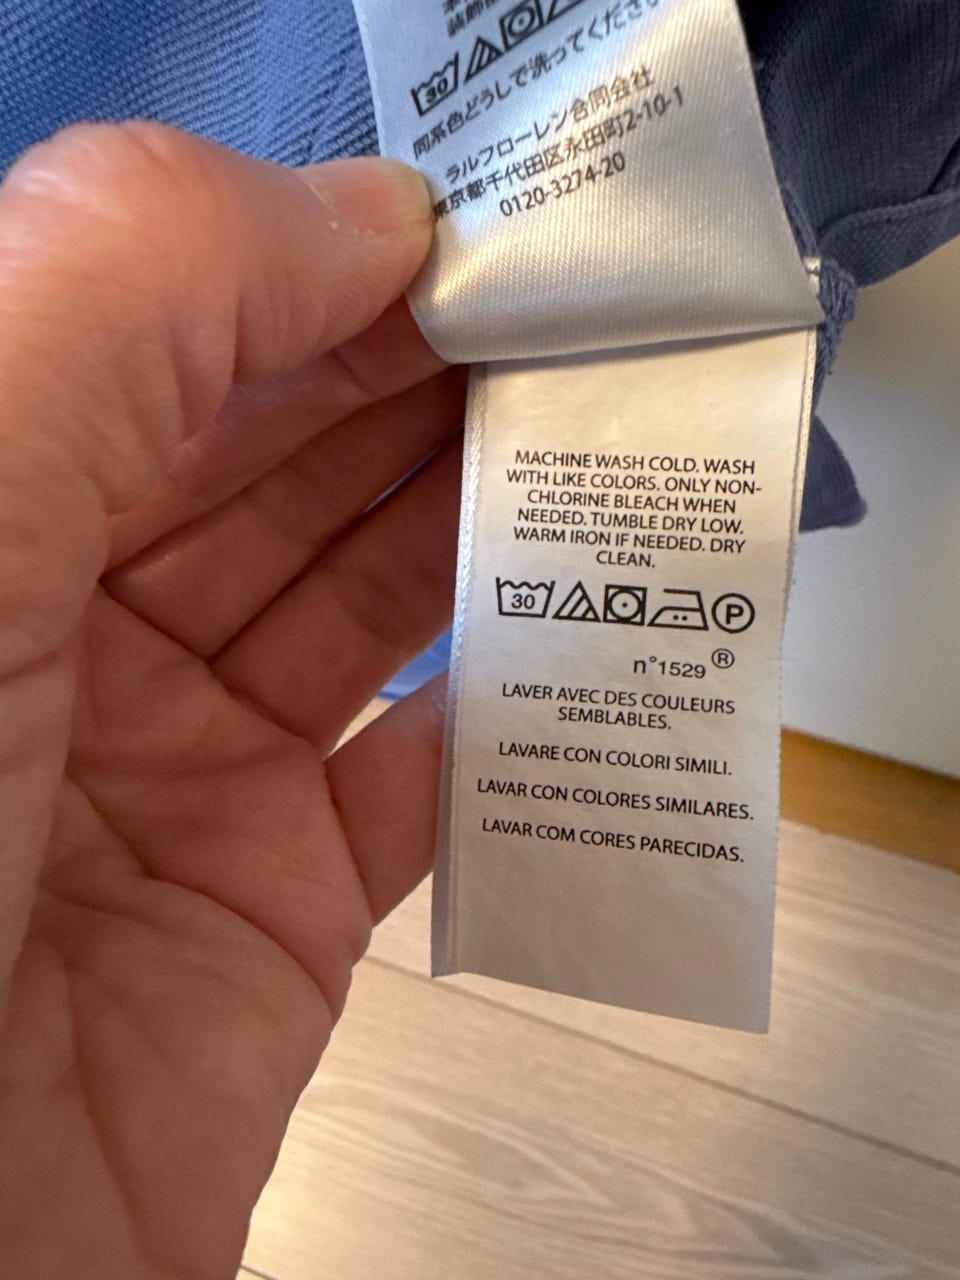 30
同系色どうしで洗ってください
ラルフローレン合同会社
東京都千代田区永田町2-10-1
0120-3274-20
MACHINE WASH COLD. WASH
WITH LIKE COLORS. ONLY NON-
CHLORINE BLEACH WHEN
NEEDED. TUMBLE DRY LOW.
WARM IRON IF NEEDED. DRY
CLEAN.
30 P
n°1529 ®
LAVER AVEC DES COULEURS
SEMBLABLES.
LAVARE CON COLORI SIMILI.
LAVAR CON COLORES SIMILARES.
LAVAR COM CORES PARECIDAS.